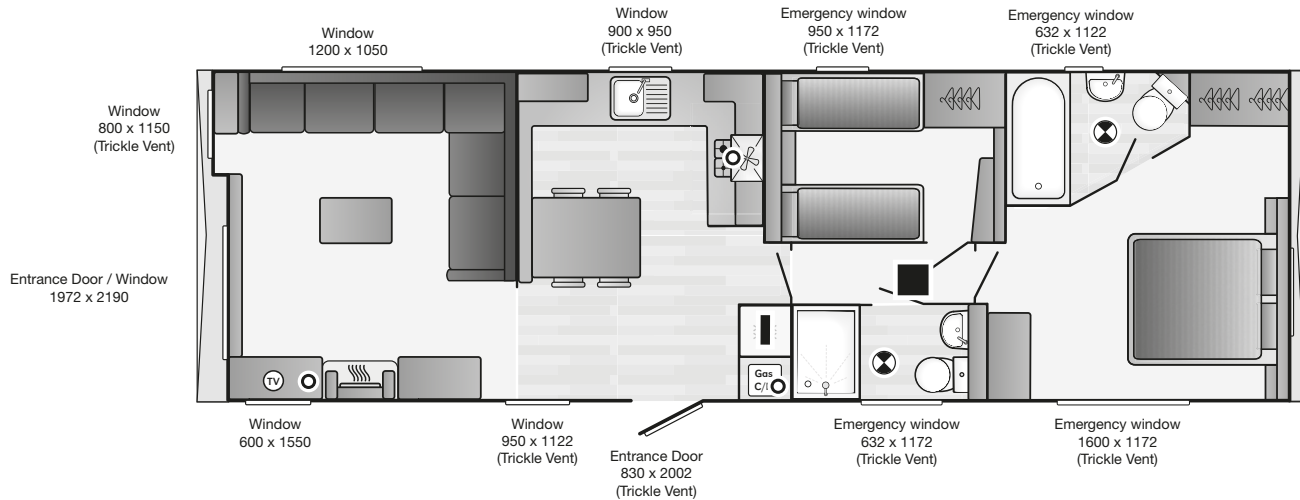 Window
1200 x 1050
Window
900 x 950
(Trickle Vent)
Emergency window
950 x 1172
(Trickle Vent)
Emergency window
632 x 1122
(Trickle Vent)
Window
800 x 1150
(Trickle Vent)
Entrance Door / Window
1972 x 2190
TV
Gas
C/l
Window
600 x 1550
Window
950 x 1122
(Trickle Vent)
Entrance Door
830 x 2002
(Trickle Vent)
Emergency window
632 x 1172
(Trickle Vent)
Emergency window
1600 x 1172
(Trickle Vent)